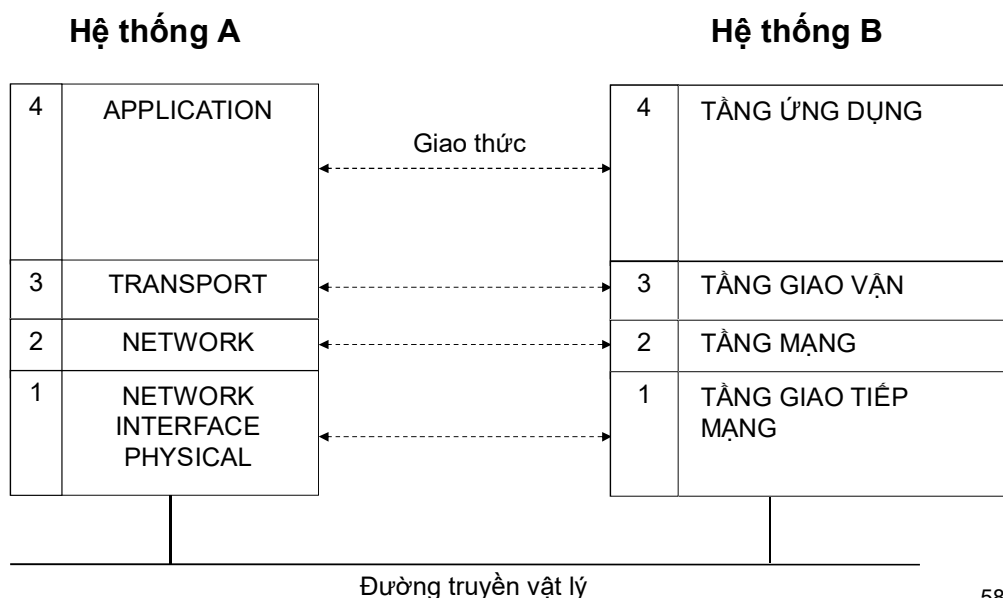 Hệ thống A
Hệ thống B
4
APPLICATION
Giao thức
4
TẦNG ỨNG DỤNG
3
TRANSPORT
3
TẦNG GIAO VẬN
2
NETWORK
2
TẦNG MẠNG
1
NETWORK
INTERFACE
PHYSICAL
1
TẦNG GIAO TIẾP
MẠNG
Đường truyền vật lý
58